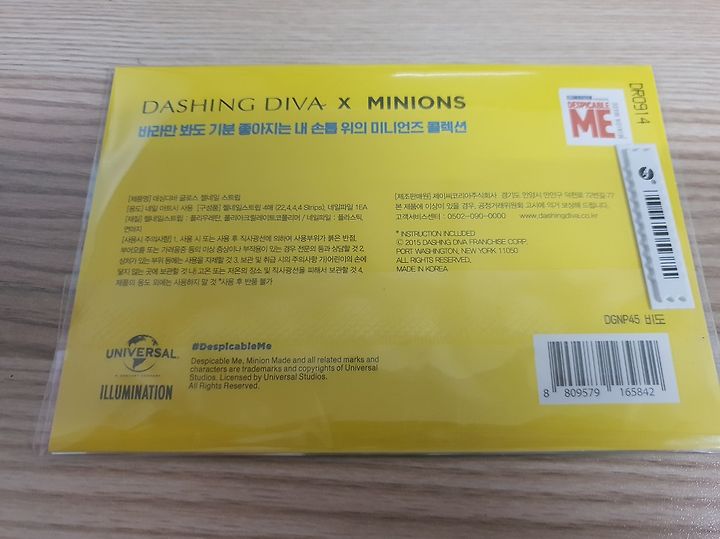 DASHING DIVA X MINIONS
바라만 봐도 기분 좋아지는 내 손톱 위의 미니언즈 콜렉션
ILLUMINATION
DESPICABLE
ME
MINION MADE
DRD914
[제품명] 데싱디바 글로스 젤네일 스트립
[용도] 네일 아트시 사용 [구성품] 젤네일스트립 4매 (22,4,4,4 Strips), 네일파일 1EA
[재질] 젤네일스트립 : 폴리우레탄, 폴리아크릴레이트코폴리머 / 네일파일 : 플라스틱,
연마지
[사용시 주의사항] 1. 사용 시 또는 사용 후 직사광선에 의하여 사용부위가 붉은 반점,
부어오름 또는 가려움증 등의 이상 증상이나 부작용이 있는 경우 전문의 등과 상담할 것 2.
상처가 있는 부위 등에는 사용을 자제할 것 3. 보관 및 취급 시의 주의사항 가)어린이의 손에
닿지 않는 곳에 보관할 것 나) 고온 또는 저온의 장소 및 직사광선을 피해서 보관할 것 4.
제품의 용도 외에는 사용하지 말 것 *사용 후 반품 불가
[제조판매원] 제이씨코리아주식회사 경기도 안양시 만안구 덕천로 72번길 77
본 제품에 이상이 있을 경우, 공정거래위원회 고시에 의거 보상해 드립니다.
고객서비스센터 : 0502-090-0000 www.dashingdiva.co.kr
* INSTRUCTION INCLUDED
© 2015 DASHING DIVA FRANCHISE CORP.
PORT WASHINGTON, NEW YORK 11050
ALL RIGHTS RESERVED.
MADE IN KOREA
DGNP45 비도
UNIVERSAL
A COMCAST COMPANY
ILLUMINATION
#DespicableMe
Despicable Me, Minion Made and all related marks and
characters are trademarks and copyrights of Universal
Studios. Licensed by Universal Studios.
All Rights Reserved.
8 809579 165842